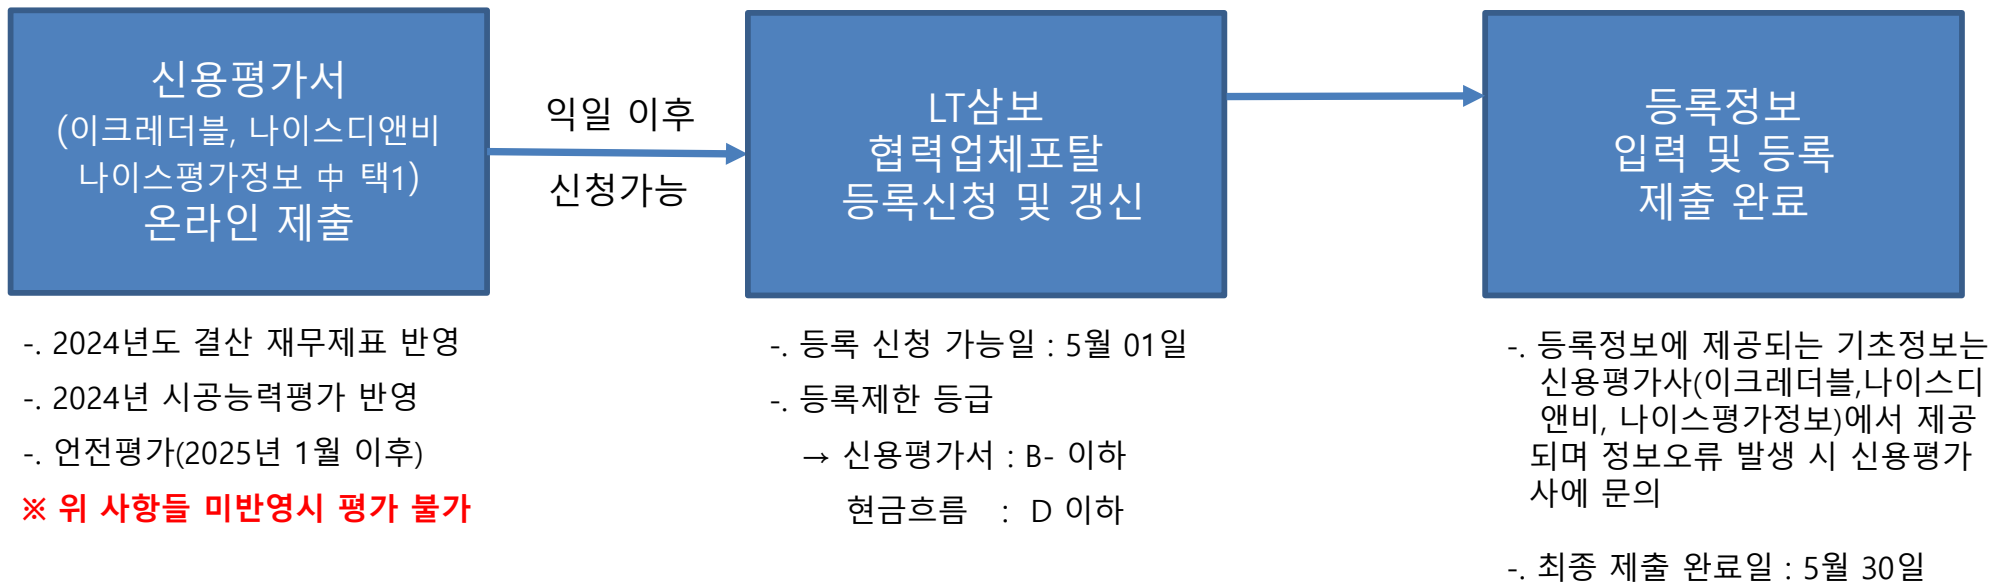 신용평가서
(이크레더블, 나이스디앤비
나이스평가정보 中 택1)
온라인 제출
익일 이후
신청가능
LT삼보
협력업체포탈
등록신청 및 갱신
등록정보
입력 및 등록
제출 완료
-. 2024년도 결산 재무제표 반영
-. 2024년 시공능력평가 반영
-. 언전평가(2025년 1월 이후)
※ 위 사항들 미반영시 평가 불가
-. 등록 신청 가능일 : 5월 01일
-. 등록제한 등급
→ 신용평가서 : B- 이하
현금흐름 : D 이하
-. 등록정보에 제공되는 기초정보는
신용평가사(이크레더블,나이스디
앤비, 나이스평가정보)에서 제공
되며 정보오류 발생 시 신용평가
사에 문의
-. 최종 제출 완료일 : 5월 30일